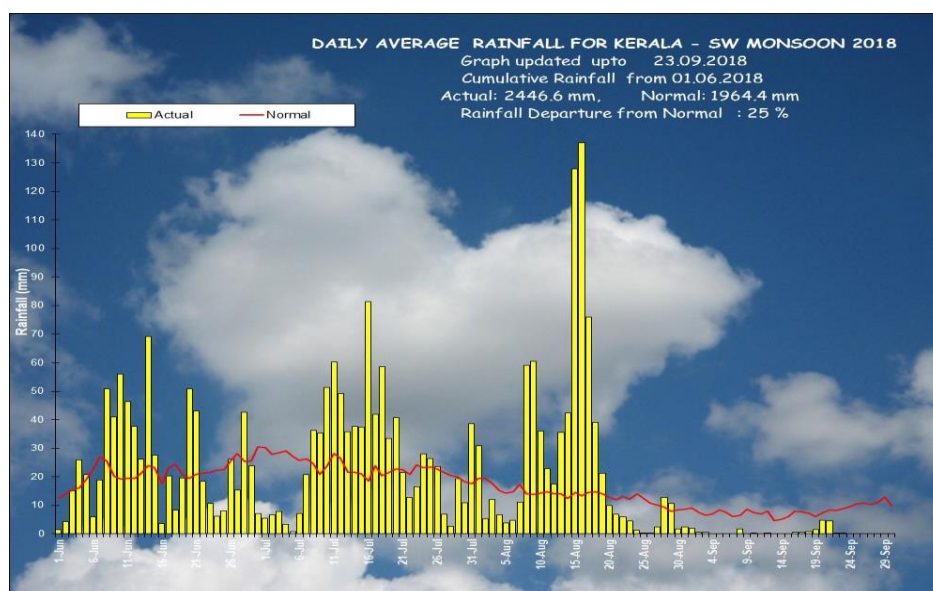 DAILY AVERAGE RAINFALL FOR KERALA - SW MONSOON 2018
Graph updated upto 23.09.2018
Cumulative Rainfall from 01.06.2018
Actual: 2446.6 mm, Normal: 1964.4 mm
Rainfall Departure from Normal : 25 %
Actual Normal
140
130
120
110
100
90
80
70
60
50
40
30
20
10
0
Rainfall (mm)
1-Jun 6-Jun 11-Jun 16-Jun 21-Jun 26-Jun 1-Jul 6-Jul 11-Jul 16-Jul 21-Jul 26-Jul 31-Jul 5-Aug 10-Aug 15-Aug 20-Aug 25-Aug 30-Aug 4-Sep 9-Sep 14-Sep 19-Sep 24-Sep 29-Sep